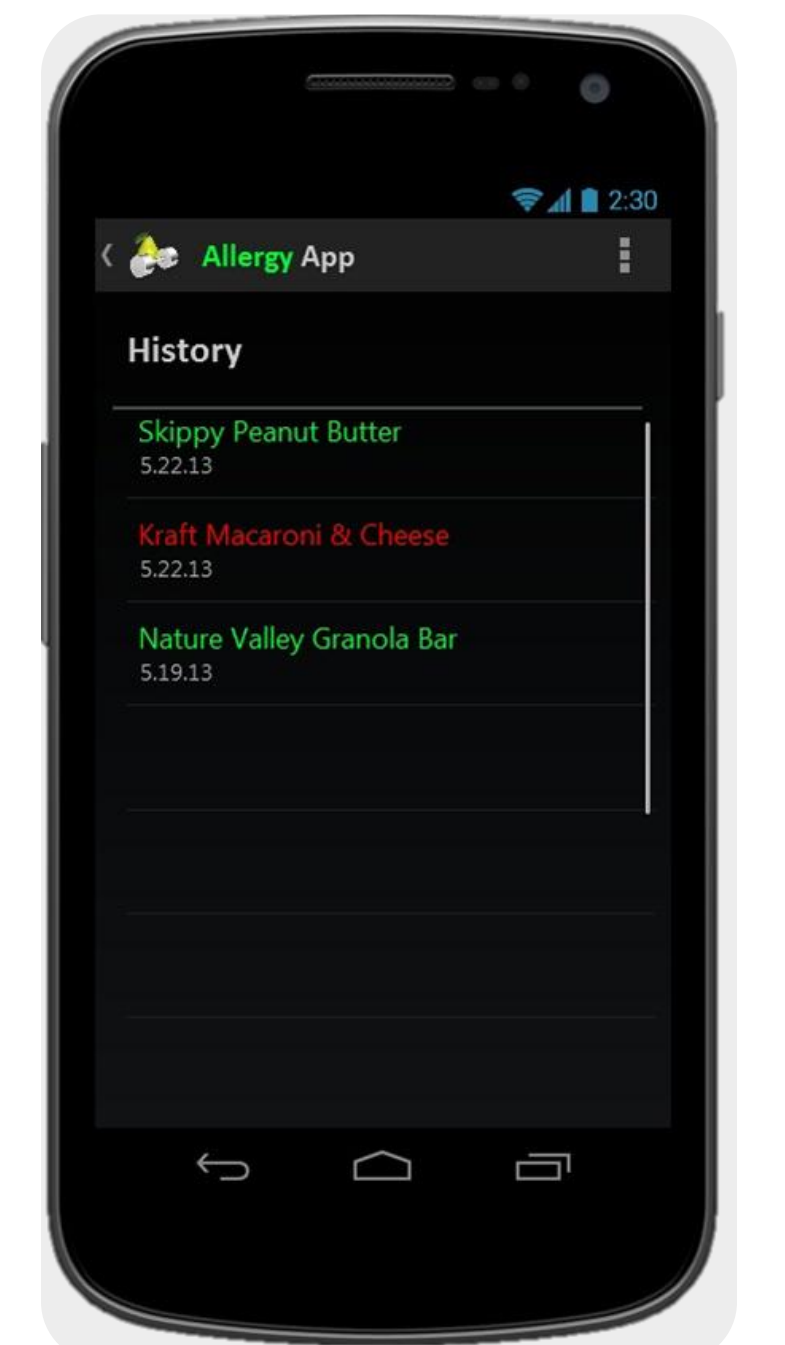 2:30
Allergy App
History
Skippy Peanut Butter
5.22.13
Kraft Macaroni & Cheese
5.22.13
Nature Valley Granola Bar
5.19.13